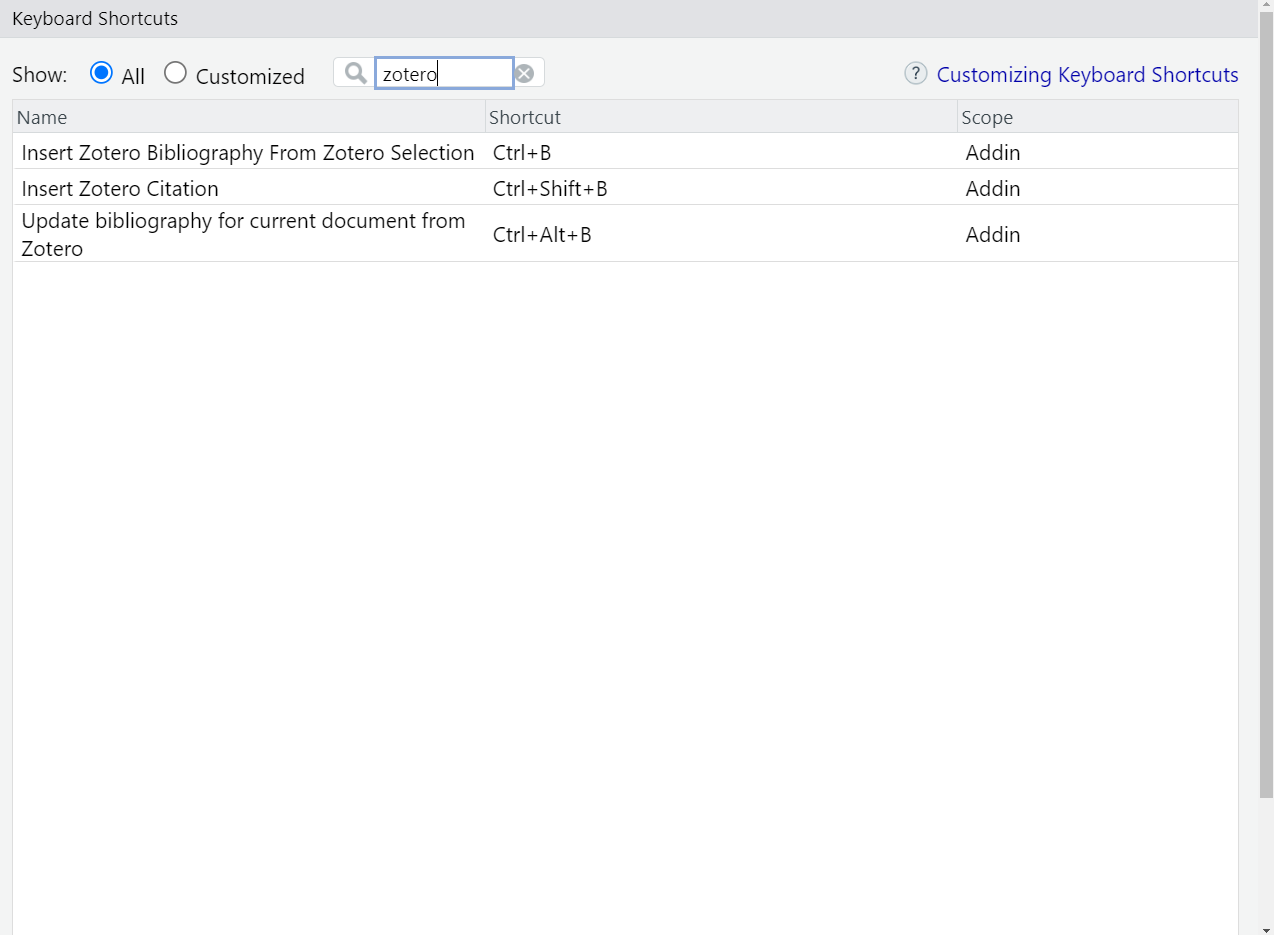 Keyboard Shortcuts
Show: All Customized zotero ? Customizing Keyboard Shortcuts
Name Shortcut Scope
Insert Zotero Bibliography From Zotero Selection Ctrl+B Addin
Insert Zotero Citation Ctrl+Shift+B Addin
Update bibliography for current document from
Zotero Ctrl+Alt+B Addin